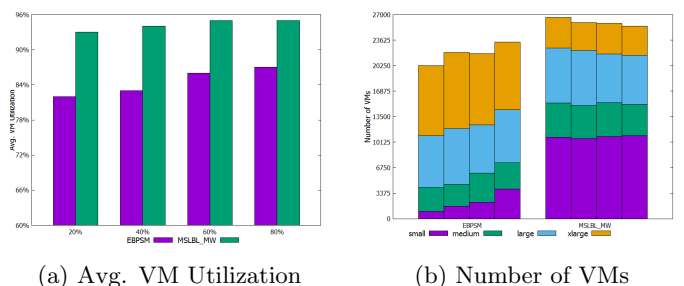 96%
90%
84%
78%
72%
66%
60%
Avg. VM Utilization
20% 40% 60% 80%
EBPSM MSLBL_MW
(a) Avg. VM Utilization
27000
23625
20250
16875
13500
10125
6750
3375
0
Number of VMs
EBPSM MSLBL_MW
small medium large xlarge
(b) Number of VMs